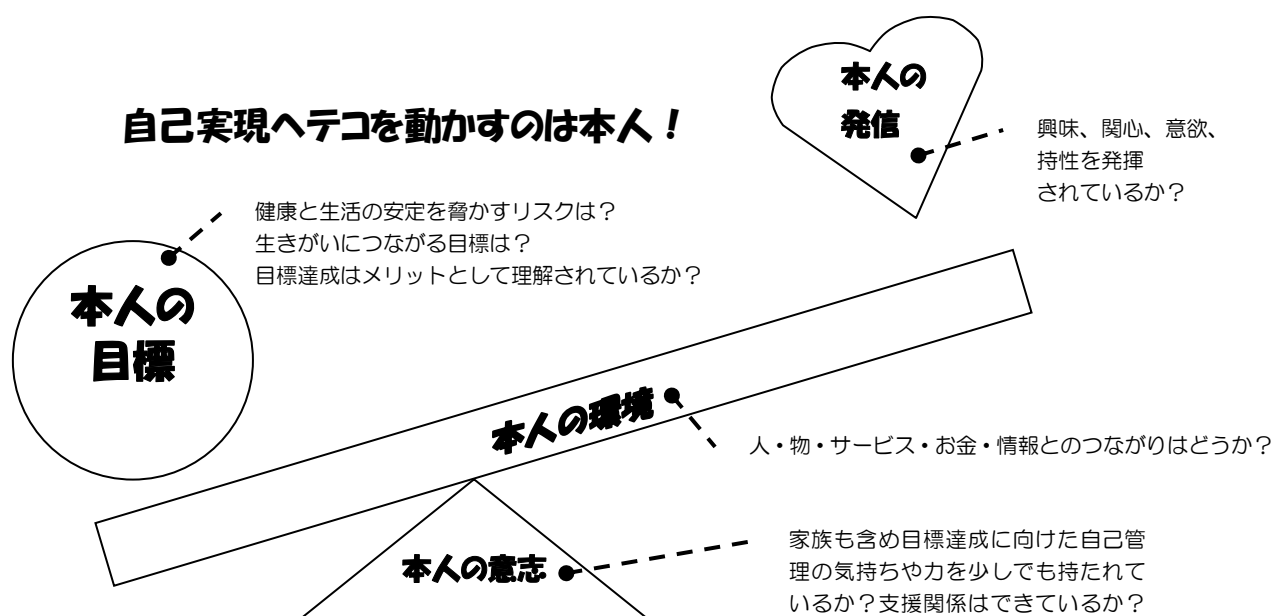 自己実現へテコを動かすのは本人！
本人の
発信
興味、関心、意欲、
持性を発揮
されているか？
健康と生活の安定を脅かすリスクは？
生きがいにつながる目標は？
目標達成はメリットとして理解されているか？
本人の
目標
本人の環境
人・物・サービス・お金・情報とのつながりはどうか？
本人の意志
家族も含め目標達成に向けた自己管
理の気持ちや力を少しでも持たれて
いるか？支援関係はできているか？